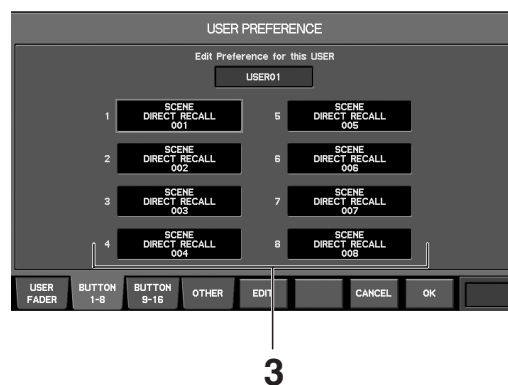 USER PREFERENCE
Edit Preference for this USER
USER01
1
SCENE
DIRECT RECALL
001
5
SCENE
DIRECT RECALL
005
2
SCENE
DIRECT RECALL
002
6
SCENE
DIRECT RECALL
006
3
SCENE
DIRECT RECALL
003
7
SCENE
DIRECT RECALL
007
4
SCENE
DIRECT RECALL
004
8
SCENE
DIRECT RECALL
008
USER
FADER
BUTTON
1-8
BUTTON
9-16
OTHER
EDIT
CANCEL
OK
3